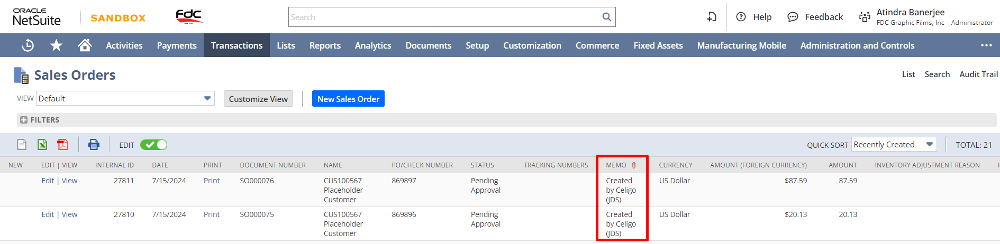 ORACLE
NetSuite
SANDBOX
Fdc
Search
Help
Feedback
Atindra Banerjee
FDC Graphic Films, Inc - Administrator
Activities
Payments
Transactions
Lists
Reports
Analytics
Documents
Setup
Customization
Commerce
Fixed Assets
Manufacturing Mobile
Administration and Controls
Sales Orders
List
Search
Audit Trail
VIEW
Default
Customize View
New Sales Order
FILTERS
EDIT
QUICK SORT
Recently Created
TOTAL: 21
NEW
EDIT | VIEW
INTERNAL ID
DATE
PRINT
DOCUMENT NUMBER
NAME
PO/CHECK NUMBER
STATUS
TRACKING NUMBERS
MEMO
CURRENCY
AMOUNT (FOREIGN CURRENCY)
AMOUNT
INVENTORY ADJUSTMENT REASON
Edit | View
27811
7/15/2024
Print
SO000076
CUS100567
Placeholder
Customer
869897
Pending
Approval
Created
by Celigo
(JDS)
US Dollar
$87.59
87.59
Edit | View
27810
7/15/2024
Print
SO000075
CUS100567
Placeholder
Customer
869896
Pending
Approval
Created
by Celigo
(JDS)
US Dollar
$20.13
20.13